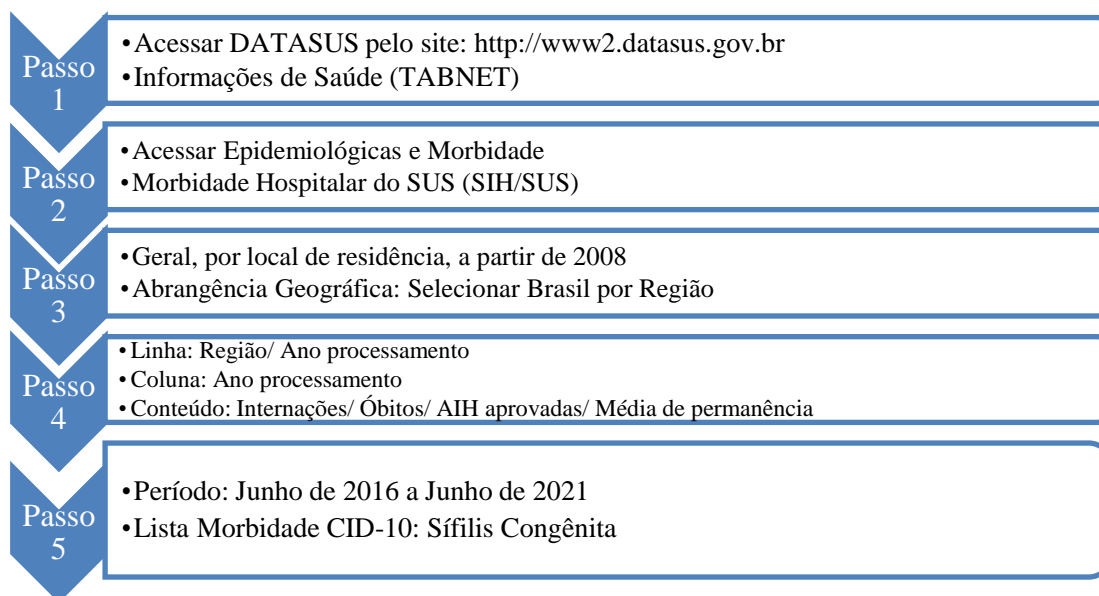 Passo
1
•Acessar DATASUS pelo site: http://www2.datasus.gov.br
•Informações de Saúde (TABNET)
Passo
2
•Acessar Epidemiológicas e Morbidade
•Morbidade Hospitalar do SUS (SIH/SUS)
Passo
3
•Geral, por local de residência, a partir de 2008
•Abrangência Geográfica: Selecionar Brasil por Região
Passo
4
•Linha: Região/ Ano processamento
•Coluna: Ano processamento
•Conteúdo: Internações/ Óbitos/ AIH aprovadas/ Média de permanência
Passo
5
•Período: Junho de 2016 a Junho de 2021
•Lista Morbidade CID-10: Sífilis Congênita